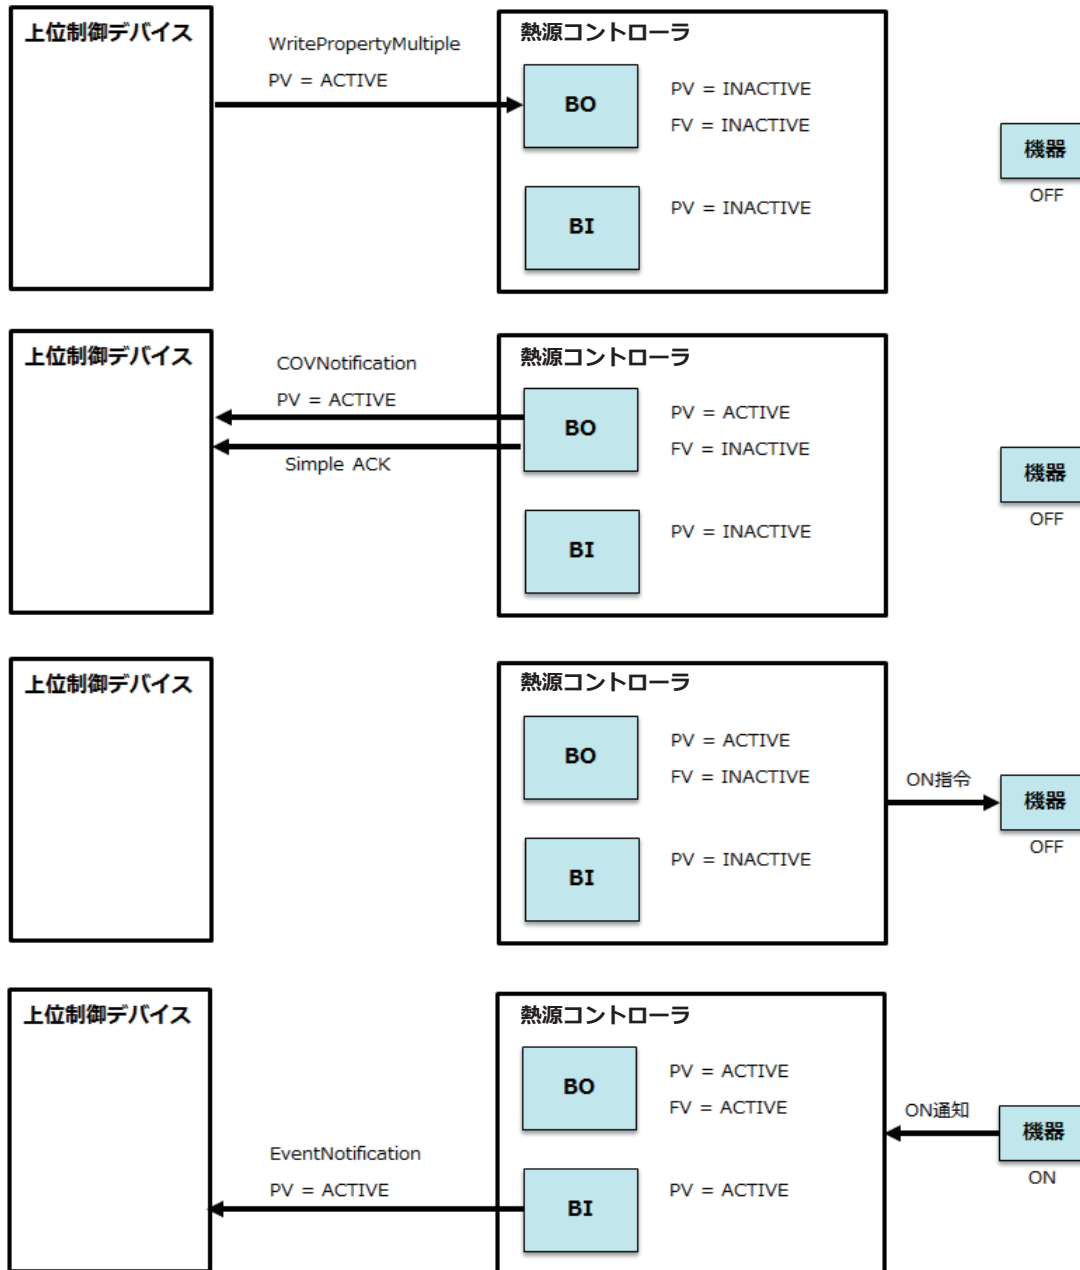 上位制御デバイス
WritePropertyMultiple
PV = ACTIVE
熱源コントローラ
BO
PV = INACTIVE
FV = INACTIVE
BI
PV = INACTIVE
機器
OFF
上位制御デバイス
COVNotification
PV = ACTIVE
Simple ACK
熱源コントローラ
BO
PV = ACTIVE
FV = INACTIVE
BI
PV = INACTIVE
機器
OFF
上位制御デバイス
熱源コントローラ
BO
PV = ACTIVE
FV = INACTIVE
BI
PV = INACTIVE
ON指令
機器
OFF
上位制御デバイス
EventNotification
PV = ACTIVE
熱源コントローラ
BO
PV = ACTIVE
FV = ACTIVE
BI
PV = ACTIVE
ON通知
機器
ON